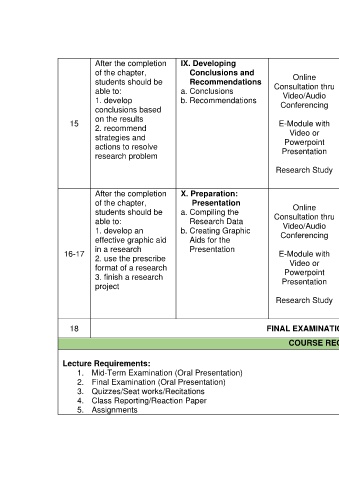 15
After the completion
of the chapter,
students should be
able to:
1. develop
conclusions based
on the results
2. recommend
strategies and
actions to resolve
research problem
IX. Developing
Conclusions and
Recommendations
a. Conclusions
b. Recommendations
Online
Consultation thru
Video/Audio
Conferencing
E-Module with
Video or
Powerpoint
Presentation
Research Study
16-17
After the completion
of the chapter,
students should be
able to:
1. develop an
effective graphic aid
in a research
2. use the prescribe
format of a research
3. finish a research
project
X. Preparation:
Presentation
a. Compiling the
Research Data
b. Creating Graphic
Aids for the
Presentation
Online
Consultation thru
Video/Audio
Conferencing
E-Module with
Video or
Powerpoint
Presentation
Research Study
18
FINAL EXAMINATIO
COURSE REQ
Lecture Requirements:
1. Mid-Term Examination (Oral Presentation)
2. Final Examination (Oral Presentation)
3. Quizzes/Seat works/Recitations
4. Class Reporting/Reaction Paper
5. Assignments